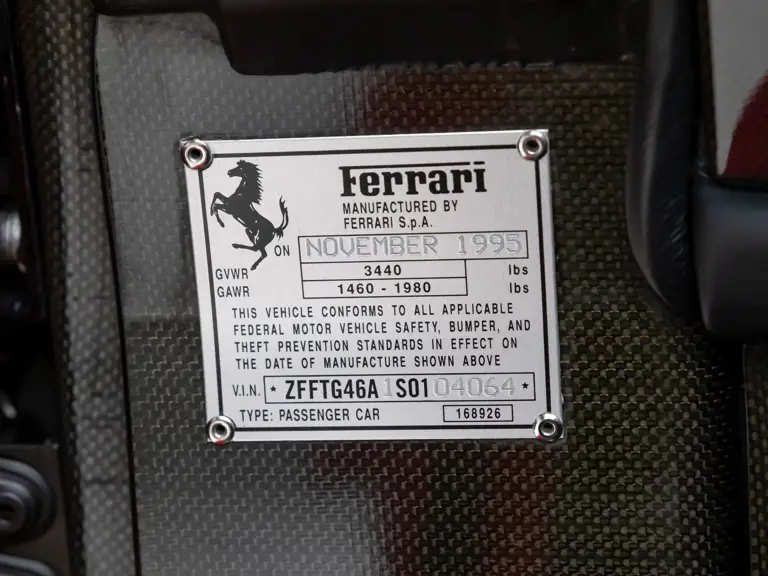 Ferrari
MANUFACTURED BY
FERRARI S.p.A.
ON NOVEMBER 1995
GVWR 3440 lbs
GAWR 1460 - 1980 lbs
THIS VEHICLE CONFORMS TO ALL APPLICABLE
FEDERAL MOTOR VEHICLE SAFETY, BUMPER, AND
THEFT PREVENTION STANDARDS IN EFFECT ON
THE DATE OF MANUFACTURE SHOWN ABOVE
V.I.N. * ZFFTG46A1S0104064 *
TYPE: PASSENGER CAR 168926